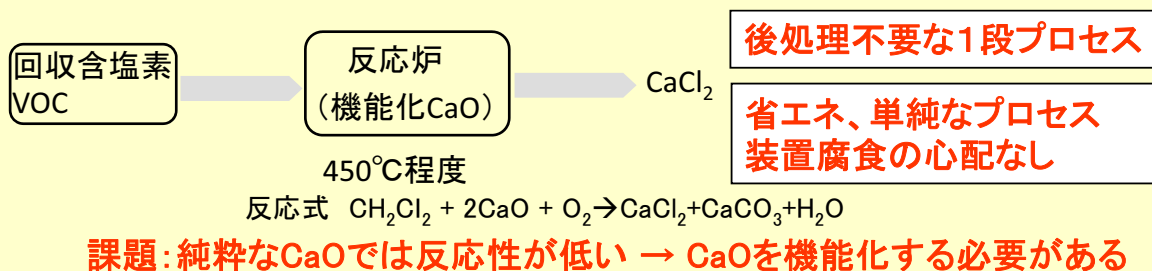 回収含塩素
VOC
反応炉
（機能化CaO）
CaCl₂
後処理不要な１段プロセス
省エネ、単純なプロセス
装置腐食の心配なし
450℃程度
反応式 CH₂Cl₂ + 2CaO + O₂→CaCl₂+CaCO₃+H₂O
課題：純粋なCaOでは反応性が低い → CaOを機能化する必要がある